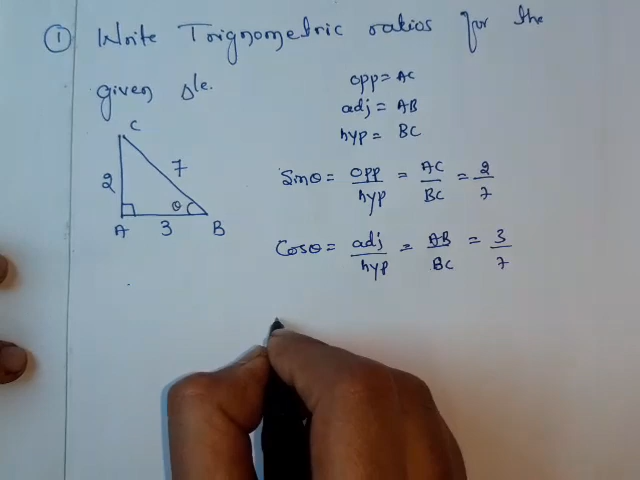 ① Write Trignometric ratios for the
given Δle.
opp = AC
adj = AB
hyp = BC
C
2
7
θ
A 3 B
Sinθ = opp/hyp = AC/BC = 2/7
Cosθ = adj/hyp = AB/BC = 3/7